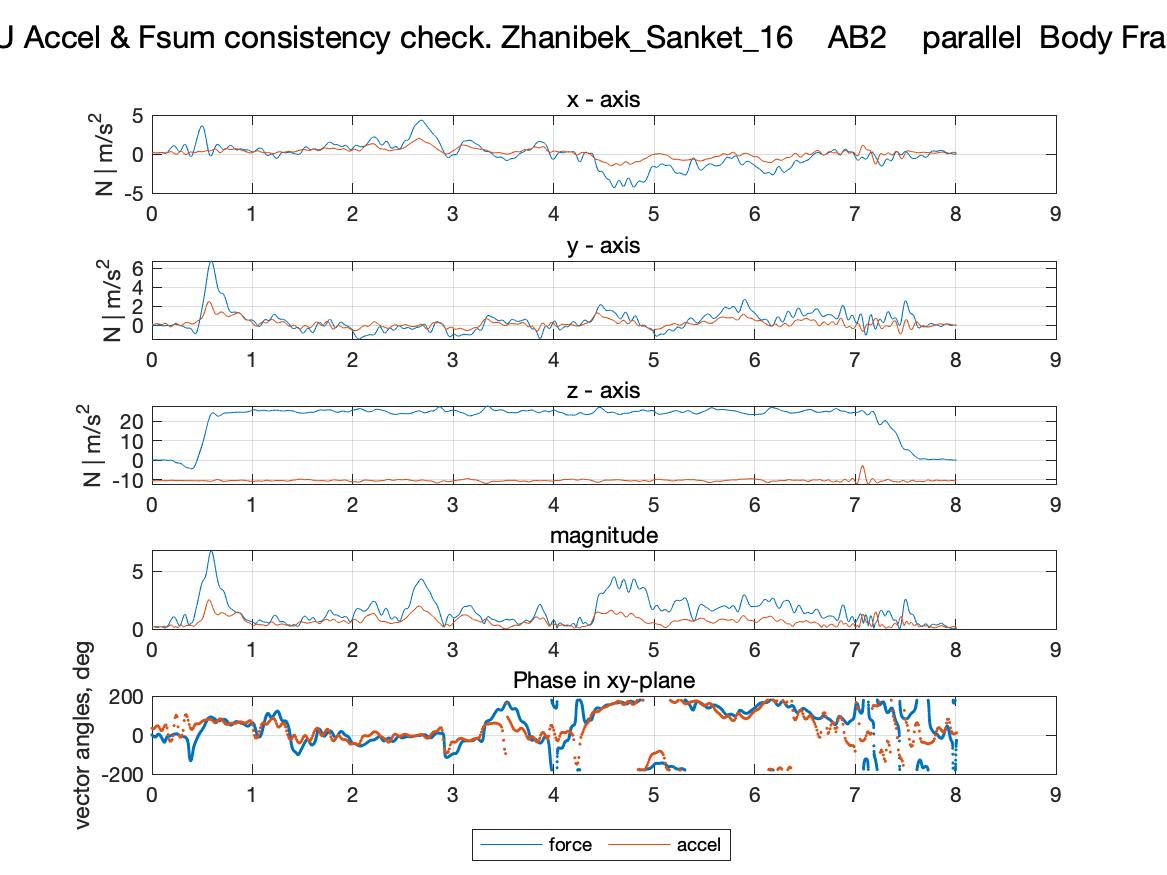 U Accel & Fsum consistency check. Zhanibek_Sanket_16 AB2 parallel Body Fra
x - axis
N | m/s²
5
0
-5
0 1 2 3 4 5 6 7 8 9
y - axis
N | m/s²
6
4
2
0
0 1 2 3 4 5 6 7 8 9
z - axis
N | m/s²
20
10
0
-10
0 1 2 3 4 5 6 7 8 9
magnitude
5
0
0 1 2 3 4 5 6 7 8 9
Phase in xy-plane
vector angles, deg
200
0
-200
0 1 2 3 4 5 6 7 8 9
force accel